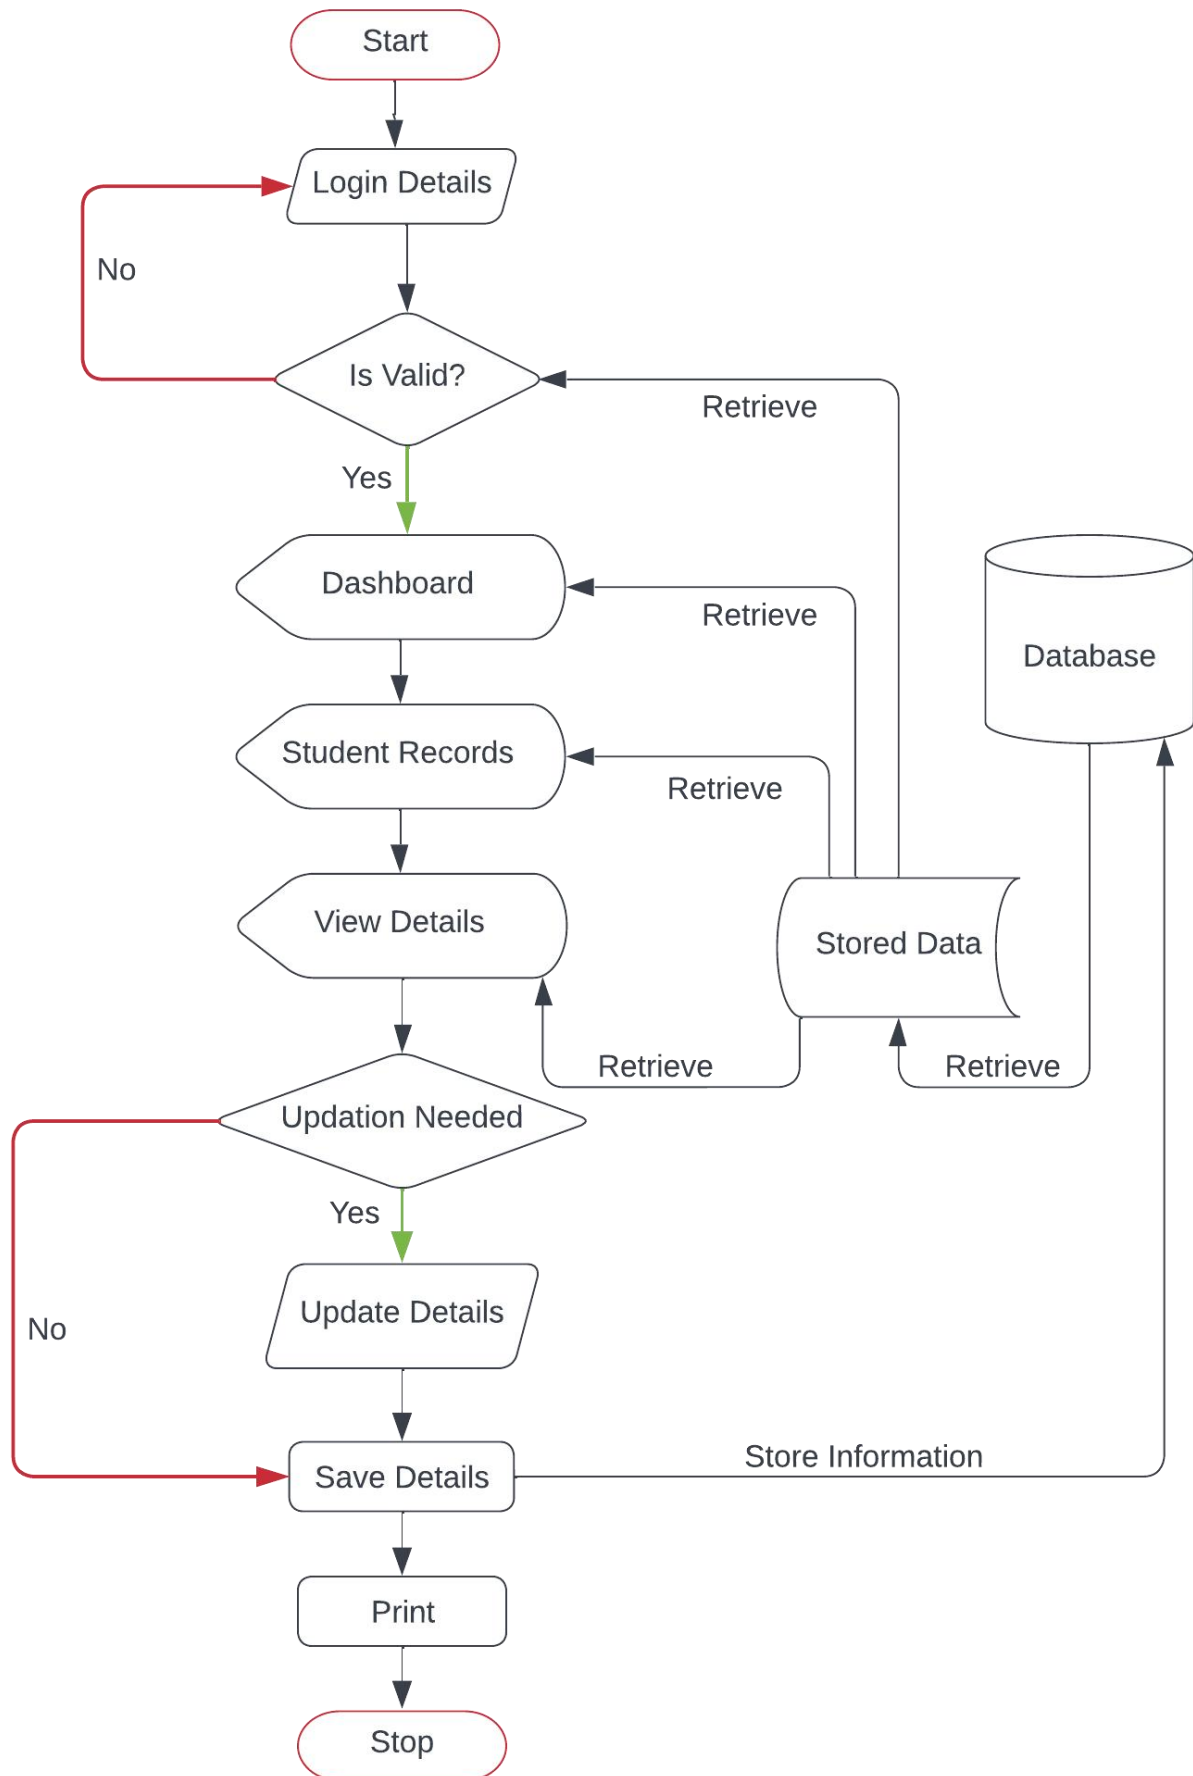 Start
Login Details
No
Is Valid?
Retrieve
Yes
Dashboard
Retrieve
Database
Student Records
Retrieve
View Details
Stored Data
Retrieve
Retrieve
Updation Needed
Yes
Update Details
No
Store Information
Save Details
Print
Stop